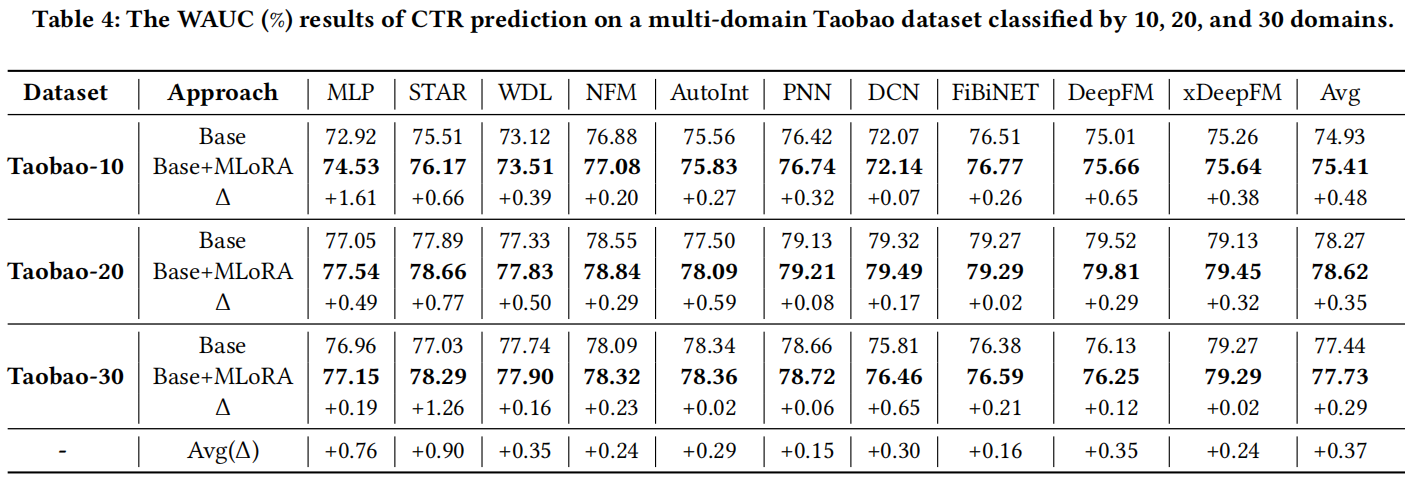 Table 4: The WAUC (%) results of CTR prediction on a multi-domain Taobao dataset classified by 10, 20, and 30 domains.
Dataset Approach MLP STAR WDL NFM AutoInt PNN DCN FiBiNET DeepFM xDeepFM Avg
Base 72.92 75.51 73.12 76.88 75.56 76.42 72.07 76.51 75.01 75.26 74.93
Taobao-10 Base+MLoRA 74.53 76.17 73.51 77.08 75.83 76.74 72.14 76.77 75.66 75.64 75.41
Δ +1.61 +0.66 +0.39 +0.20 +0.27 +0.32 +0.07 +0.26 +0.65 +0.38 +0.48
Base 77.05 77.89 77.33 78.55 77.50 79.13 79.32 79.27 79.52 79.13 78.27
Taobao-20 Base+MLoRA 77.54 78.66 77.83 78.84 78.09 79.21 79.49 79.29 79.81 79.45 78.62
Δ +0.49 +0.77 +0.50 +0.29 +0.59 +0.08 +0.17 +0.02 +0.29 +0.32 +0.35
Base 76.96 77.03 77.74 78.09 78.34 78.66 75.81 76.38 76.13 79.27 77.44
Taobao-30 Base+MLoRA 77.15 78.29 77.90 78.32 78.36 78.72 76.46 76.59 76.25 79.29 77.73
Δ +0.19 +1.26 +0.16 +0.23 +0.02 +0.06 +0.65 +0.21 +0.12 +0.02 +0.29
- Avg(Δ) +0.76 +0.90 +0.35 +0.24 +0.29 +0.15 +0.30 +0.16 +0.35 +0.24 +0.37